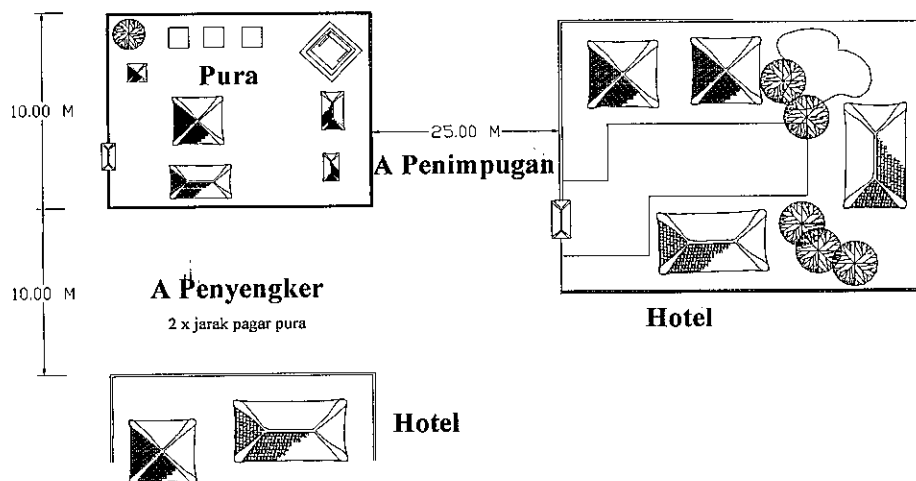 Pura
10.00 M
25.00 M
A Penimpugan
10.00 M
A Penyengker
2 x jarak pagar pura
Hotel
Hotel